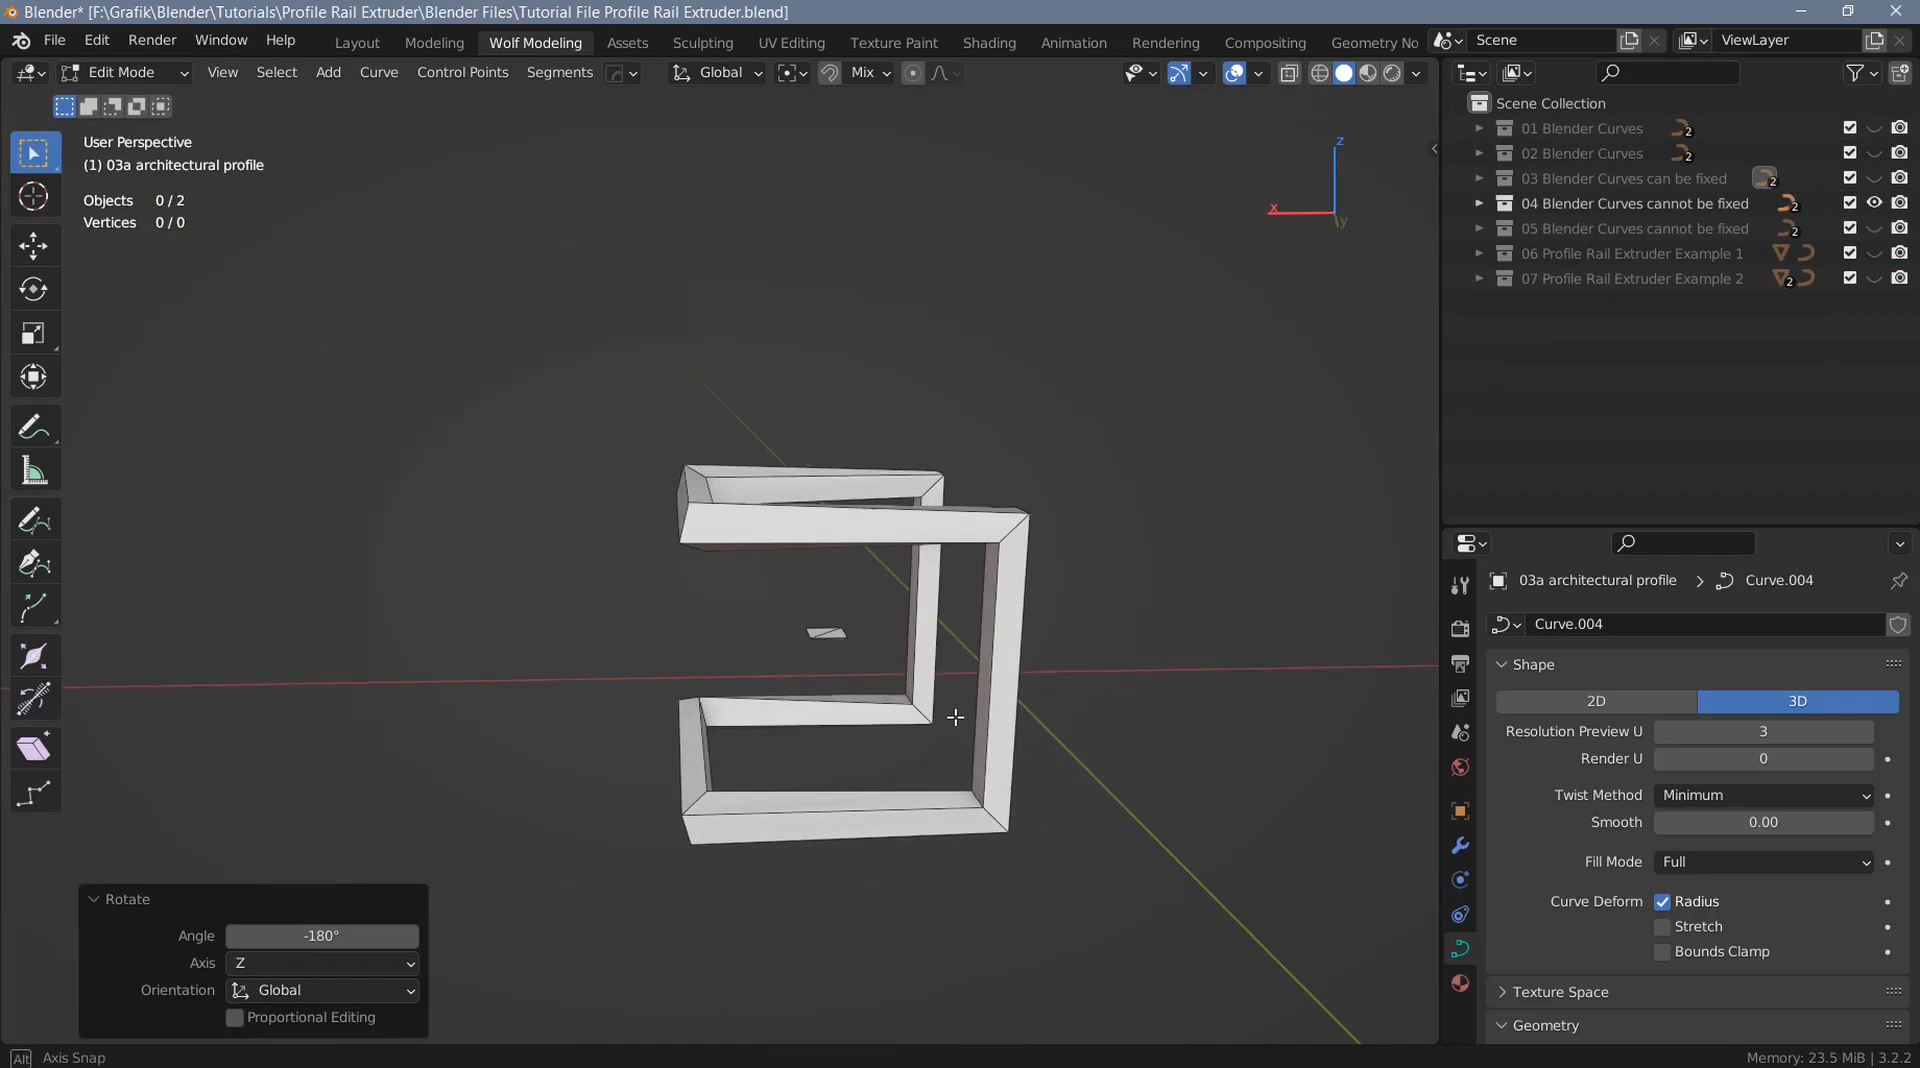 Blender* [F:\Grafik\Blender\Tutorials\Profile Rail Extruder\Blender Files\Tutorial File Profile Rail Extruder.blend]
File Edit Render Window Help Layout Modeling Wolf Modeling Assets Sculpting UV Editing Texture Paint Shading Animation Rendering Compositing Geometry No Scene ViewLayer
Edit Mode View Select Add Curve Control Points Segments Global Mix
User Perspective
(1) 03a architectural profile
Objects 0 / 2
Vertices 0 / 0
z
x
y
Scene Collection
01 Blender Curves 2
02 Blender Curves 2
03 Blender Curves can be fixed 2
04 Blender Curves cannot be fixed 2
05 Blender Curves cannot be fixed 2
06 Profile Rail Extruder Example 1
07 Profile Rail Extruder Example 2 2
03a architectural profile > Curve.004
Curve.004
Shape
2D 3D
Resolution Preview U 3
Render U 0
Twist Method Minimum
Smooth 0.00
Fill Mode Full
Curve Deform Radius
Stretch
Bounds Clamp
Texture Space
Geometry
Rotate
Angle -180°
Axis Z
Orientation Global
Proportional Editing
Alt Axis Snap
Memory: 23.5 MiB | 3.2.2